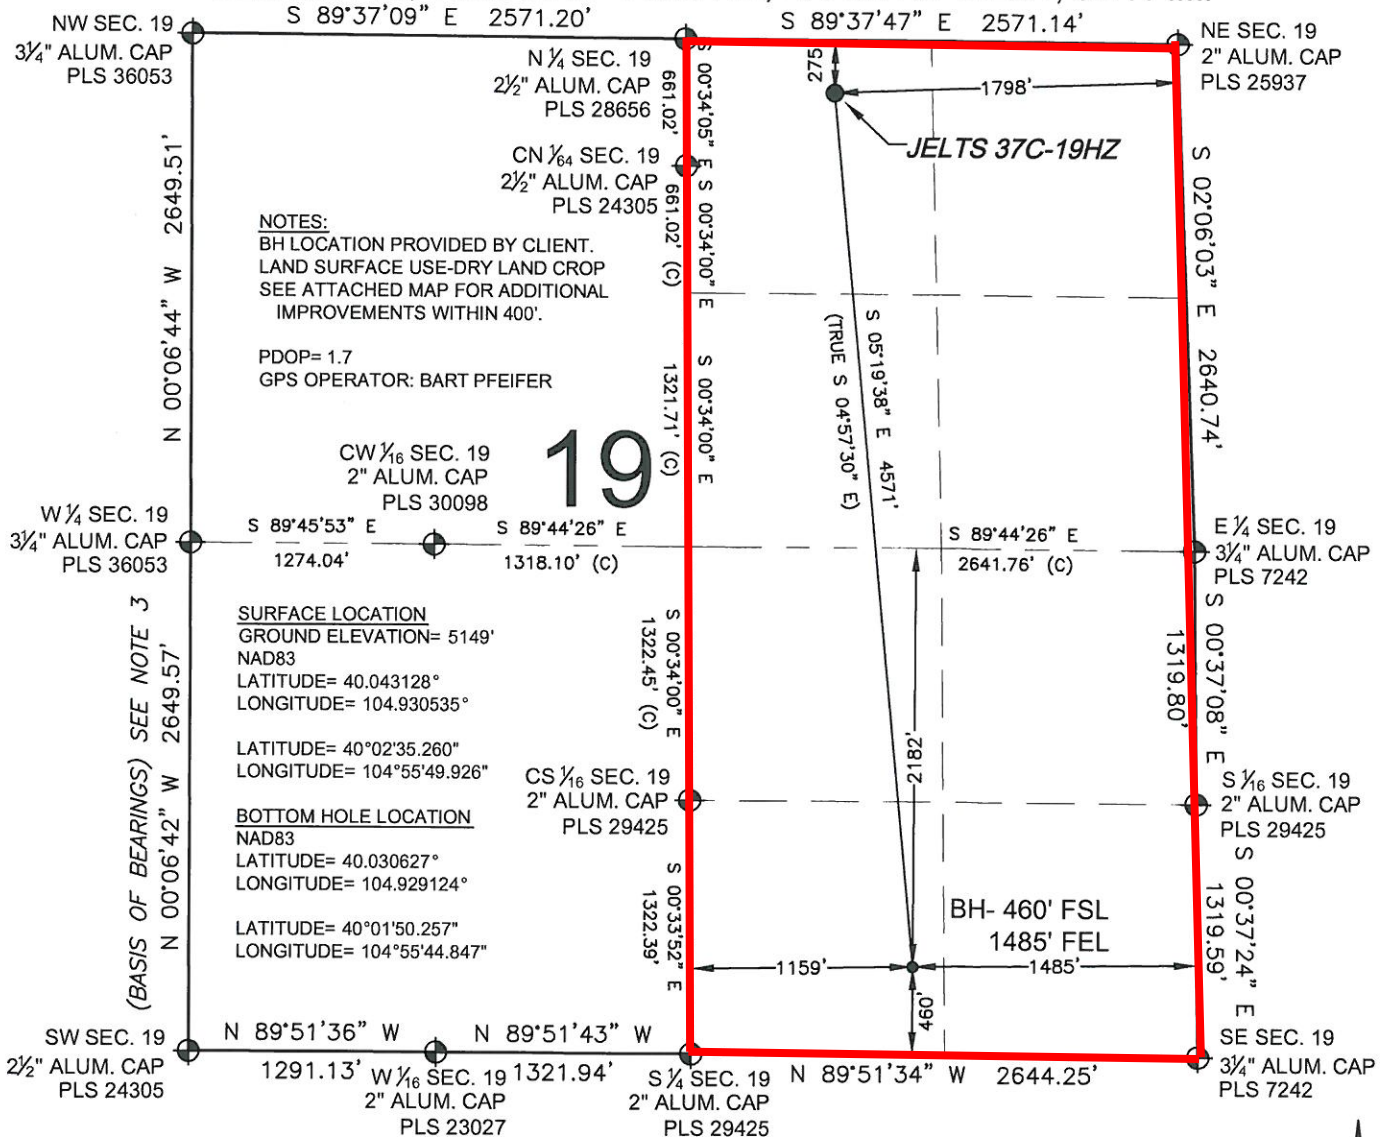 S 89°37'09" E 2571.20'
S 89°37'47" E 2571.14'
NW SEC. 19
3¼" ALUM. CAP
PLS 36053
N ¼ SEC. 19
2½" ALUM. CAP
PLS 28656
NE SEC. 19
2" ALUM. CAP
PLS 25937
275'
1798'
JELTS 37C-19HZ
S 00°34'05" E
661.02'
CN 1/64 SEC. 19
2½" ALUM. CAP
PLS 24305
S 00°34'00" E
661.02' (C)
N 00°06'44" W 2649.51'
S 02°06'03" E 2640.74'
NOTES:
BH LOCATION PROVIDED BY CLIENT.
LAND SURFACE USE-DRY LAND CROP
SEE ATTACHED MAP FOR ADDITIONAL
IMPROVEMENTS WITHIN 400'.
PDOP= 1.7
GPS OPERATOR: BART PFEIFER
S 00°34'00" E
1321.71' (C)
S 05°19'38" E 4571'
(TRUE S 04°57'30" E)
19
CW 1/16 SEC. 19
2" ALUM. CAP
PLS 30098
W ¼ SEC. 19
3¼" ALUM. CAP
PLS 36053
S 89°45'53" E
1274.04'
S 89°44'26" E
1318.10' (C)
S 89°44'26" E
2641.76' (C)
E ¼ SEC. 19
3¼" ALUM. CAP
PLS 7242
(BASIS OF BEARINGS) SEE NOTE 3
N 00°06'42" W 2649.57'
SURFACE LOCATION
GROUND ELEVATION= 5149'
NAD83
LATITUDE= 40.043128°
LONGITUDE= 104.930535°
LATITUDE= 40°02'35.260"
LONGITUDE= 104°55'49.926"
BOTTOM HOLE LOCATION
NAD83
LATITUDE= 40.030627°
LONGITUDE= 104.929124°
LATITUDE= 40°01'50.257"
LONGITUDE= 104°55'44.847"
S 00°34'00" E
1322.45' (C)
2182'
S 00°37'08" E
1319.80'
CS 1/16 SEC. 19
2" ALUM. CAP
PLS 29425
S 1/16 SEC. 19
2" ALUM. CAP
PLS 29425
S 00°33'52" E
1322.39'
BH- 460' FSL
1485' FEL
1159'
1485'
460'
S 00°37'24" E
1319.59'
SW SEC. 19
2½" ALUM. CAP
PLS 24305
N 89°51'36" W
1291.13'
W 1/16 SEC. 19
2" ALUM. CAP
PLS 23027
N 89°51'43" W
1321.94'
S ¼ SEC. 19
2" ALUM. CAP
PLS 29425
N 89°51'34" W 2644.25'
SE SEC. 19
3¼" ALUM. CAP
PLS 7242